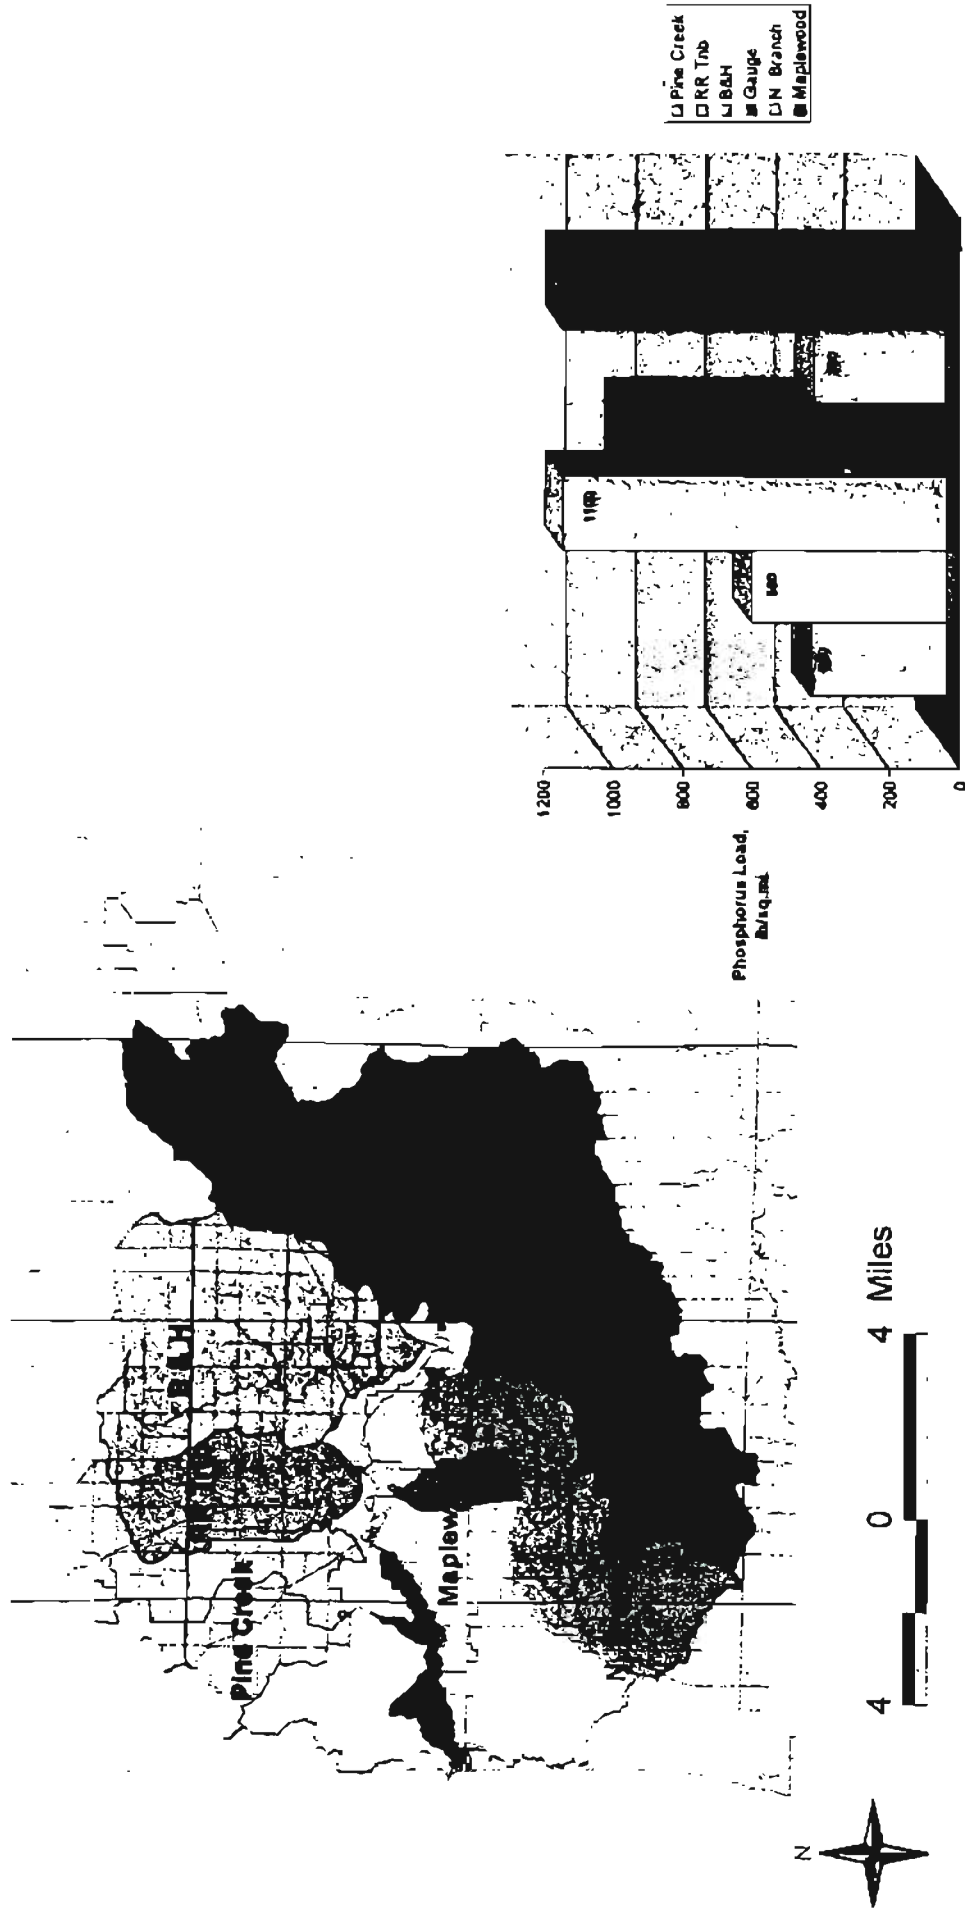 B&H
Pine Creek
Maplew
N
4 0 4 Miles
Phosphorus Load,
lb/sq.mi.
1200
1000
800
600
400
200
0
1100
Pine Creek
RR Trib
B&H
Gauge
N Branch
Maplewood